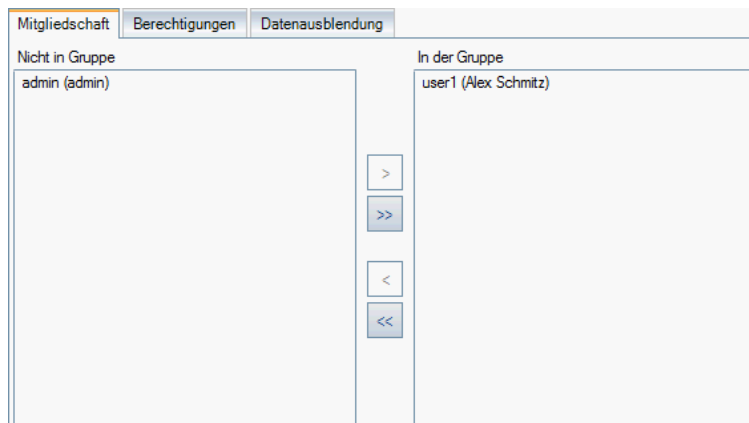 Mitgliedschaft Berechtigungen Datenausblendung
Nicht in Gruppe In der Gruppe
admin (admin) user1 (Alex Schmitz)
>
>>
<
<<